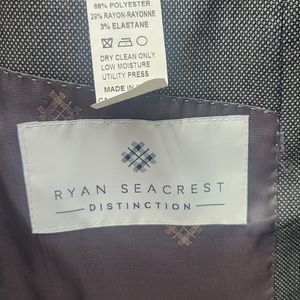 68% POLYESTER
29% RAYON-RAYONNE
3% ELASTANE
DRY CLEAN ONLY
LOW MOISTURE
UTILITY PRESS
MADE IN
RYAN SEACREST
DISTINCTION